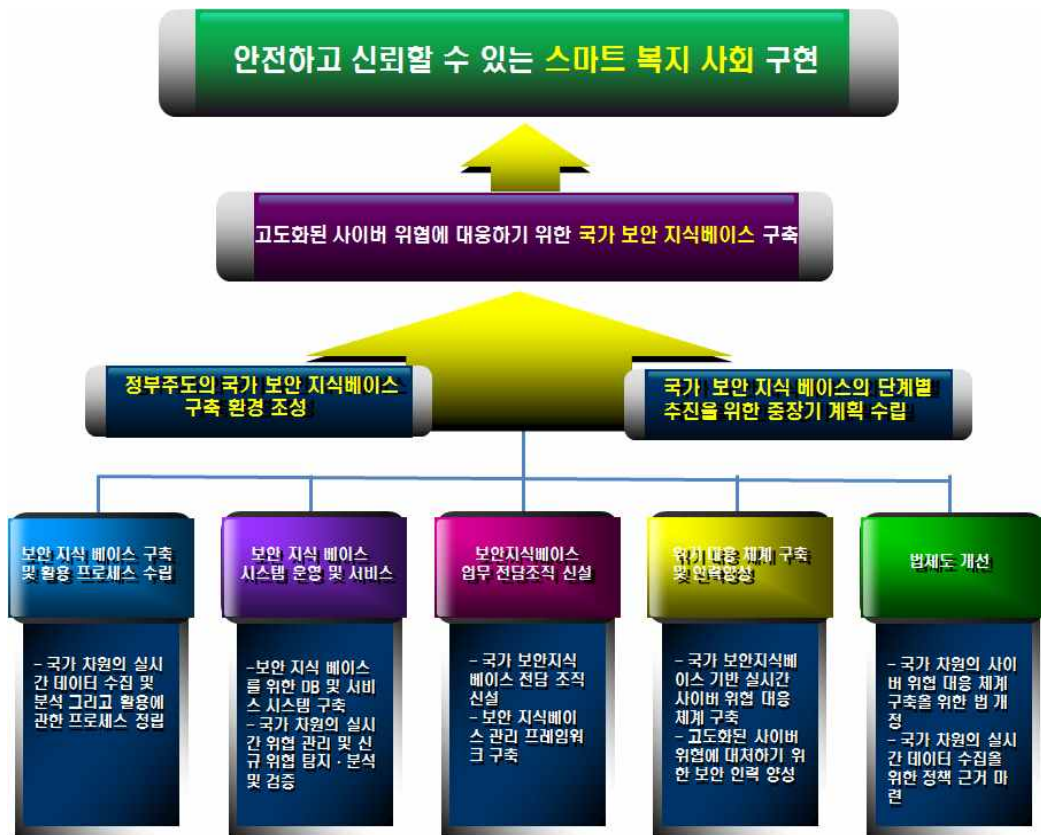 안전하고 신뢰할 수 있는 스마트 복지 사회 구현
고도화된 사이버 위협에 대응하기 위한 국가 보안 지식베이스 구축
정부주도의 국가 보안 지식베이스
구축 환경 조성
국가 보안 지식 베이스의 단계별
추진을 위한 중장기 계획 수립
보안 지식 베이스 구축
및 활용 프로세스 수립
보안 지식 베이스
시스템 운영 및 서비스
보안지식베이스
업무 전담조직 신설
위기 대응 체계 구축
및 인력양성
법제도 개선
- 국가 차원의 실시
간 데이터 수집 및
분석 그리고 활용에
관한 프로세스 정립
-보안 지식 베이스
를 위한 DB 및 서비
스 시스템 구축
- 국가 차원의 실시
간 위협 관리 및 신
규 위협 탐지·분석
및 검증
- 국가 보안지식
베이스 전담 조직
신설
- 보안 지식베이
스 관리 프레임워
크 구축
- 국가 보안지식베
이스 기반 실시간
사이버 위협 대응
체계 구축
- 고도화된 사이버
위협에 대처하기 위
한 보안 인력 양성
- 국가 차원의 사이
버 위협 대응 체계
구축을 위한 법 개
정
- 국가 차원의 실시
간 데이터 수집을
위한 정책 근거 마
련